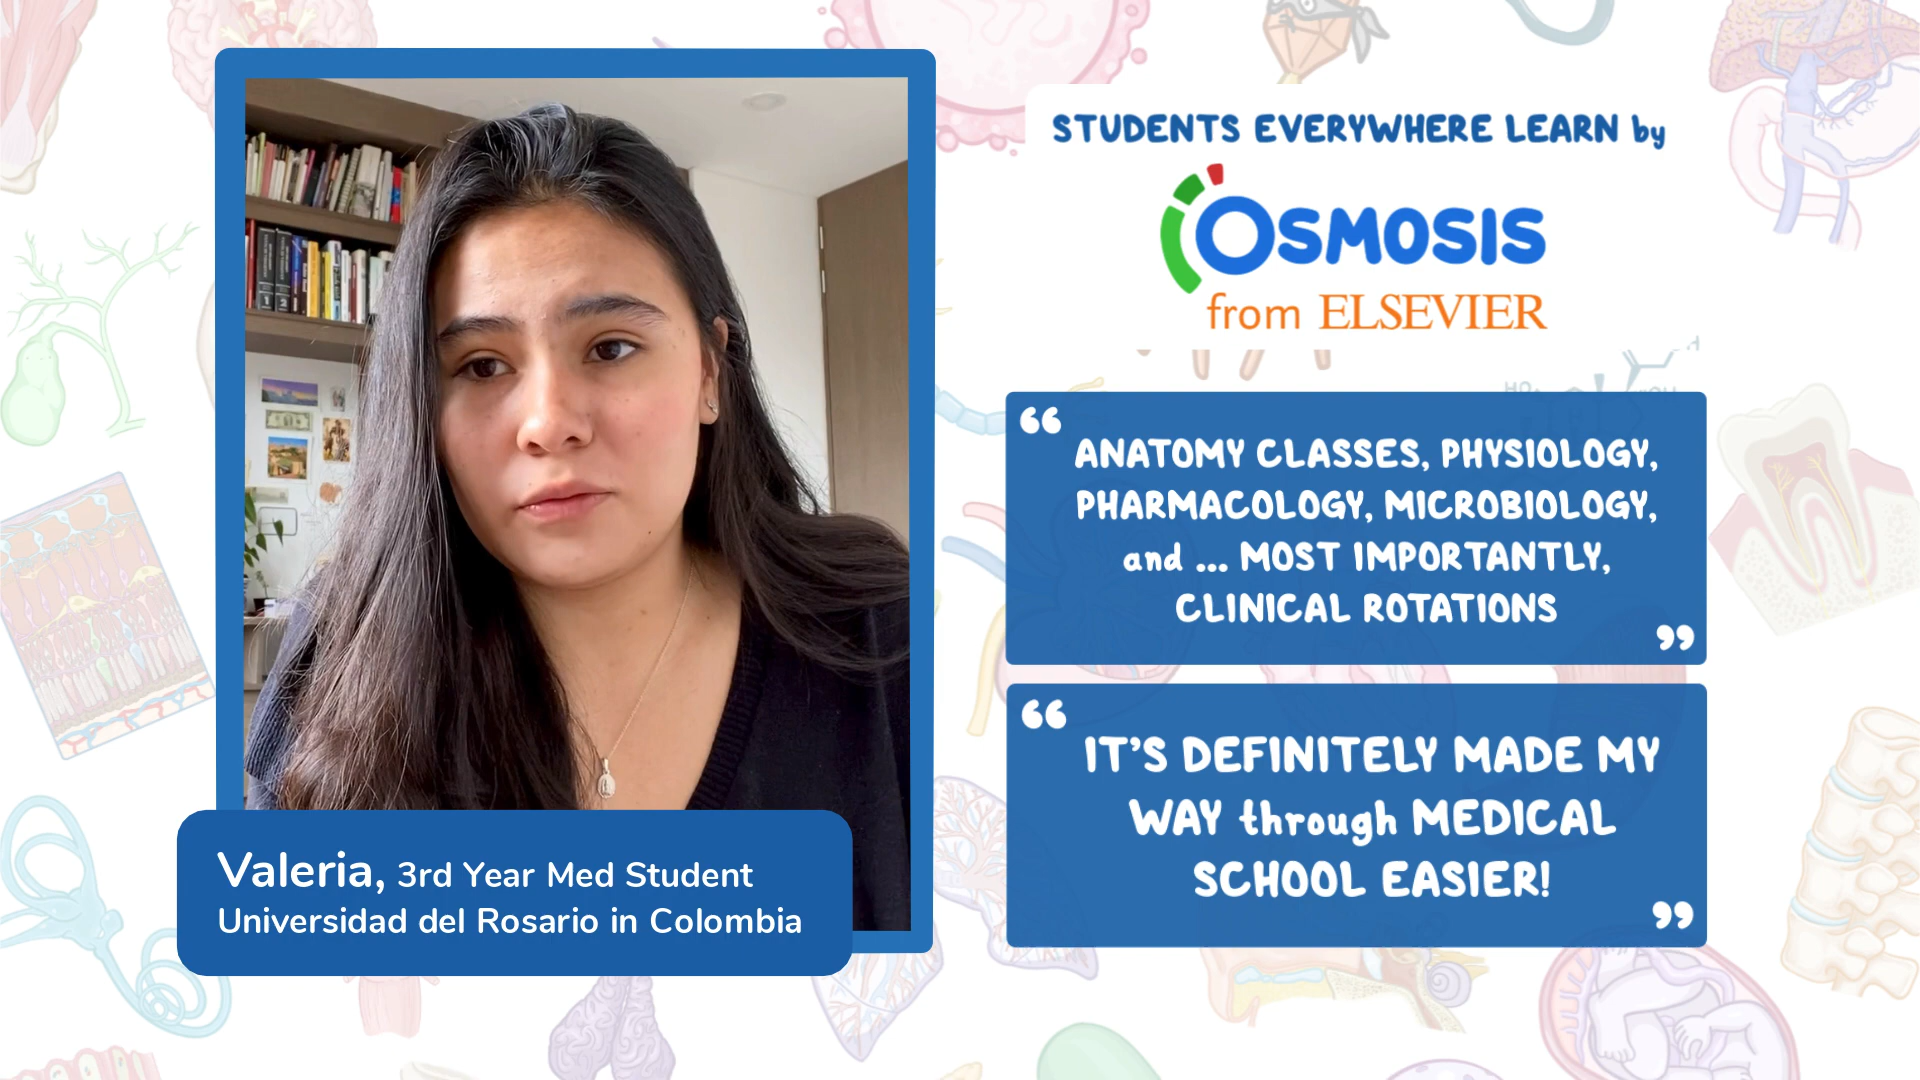 STUDENTS EVERYWHERE LEARN by
OSMOSIS
from ELSEVIER
“
ANATOMY CLASSES, PHYSIOLOGY,
PHARMACOLOGY, MICROBIOLOGY,
and ... MOST IMPORTANTLY,
CLINICAL ROTATIONS
”
“
IT'S DEFINITELY MADE MY
WAY through MEDICAL
SCHOOL EASIER!
”
Valeria, 3rd Year Med Student
Universidad del Rosario in Colombia